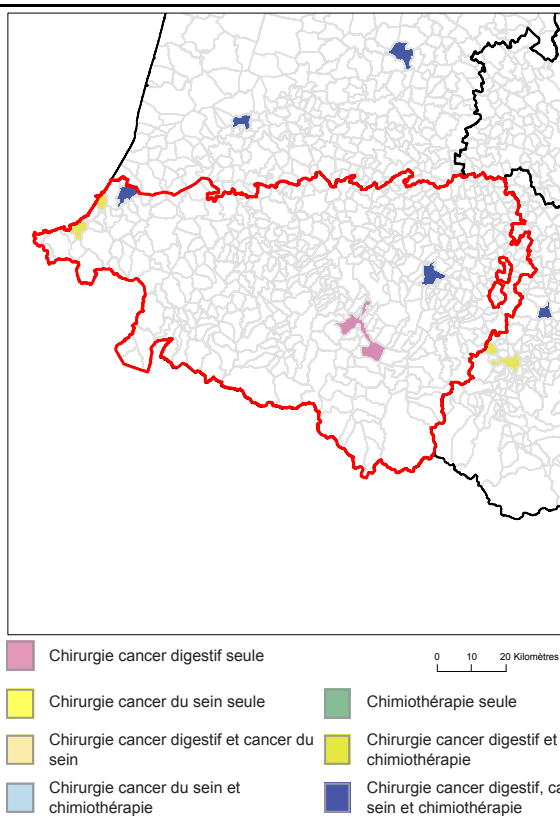 0 10 20 Kilomètres
Chirurgie cancer digestif seule
Chirurgie cancer du sein seule
Chirurgie cancer digestif et cancer du
sein
Chirurgie cancer du sein et
chimiothérapie
Chimiothérapie seule
Chirurgie cancer digestif et
chimiothérapie
Chirurgie cancer digestif,
sein et chimiothérapie